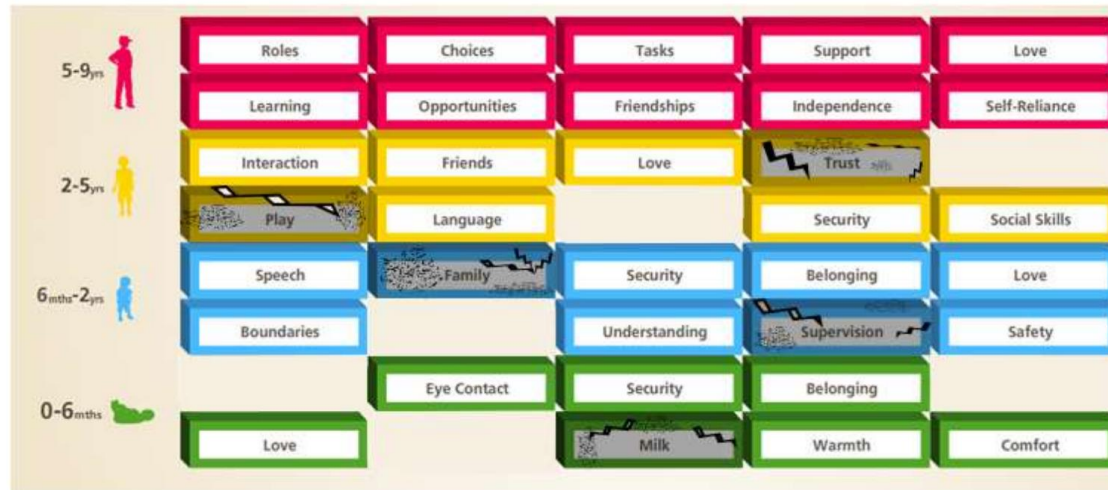 Roles Choices Tasks Support Love
5-9yrs
Learning Opportunities Friendships Independence Self-Reliance
Interaction Friends Love Trust
2-5yrs
Play Language Security Social Skills
Speech Family Security Belonging Love
6mths-2yrs
Boundaries Understanding Supervision Safety
Eye Contact Security Belonging
0-6mths
Love Milk Warmth Comfort